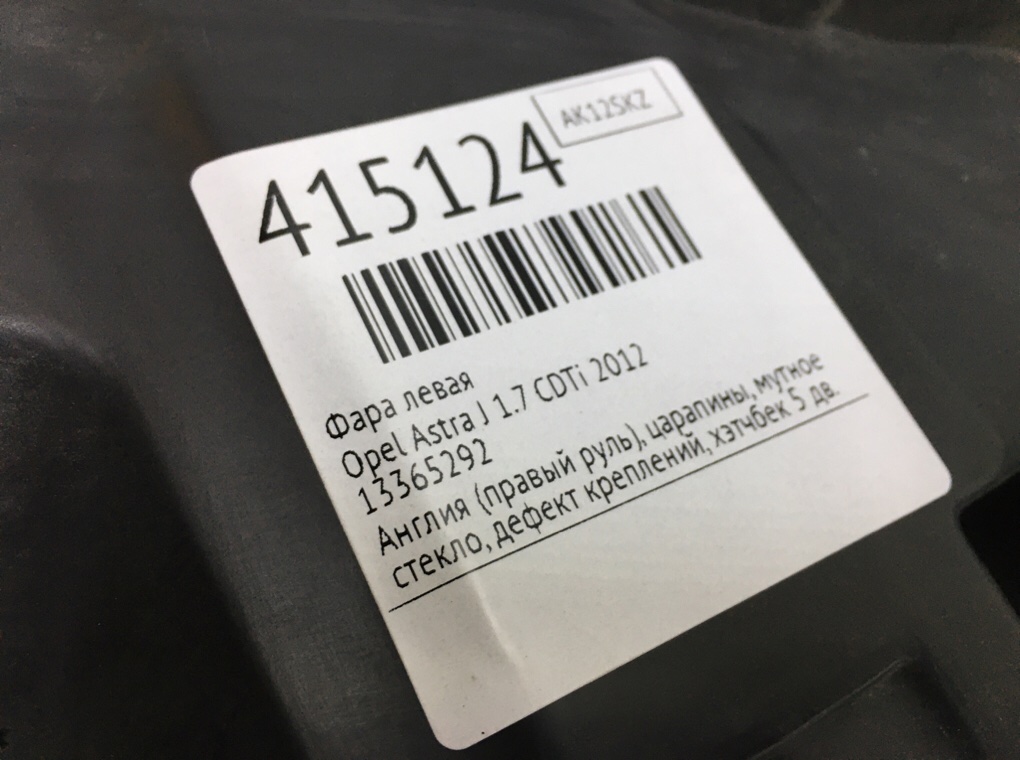 AK12SKZ
415124
Фара левая
Opel Astra J 1.7 CDTi 2012
13365292
Англия (правый руль), царапины, мутное
стекло, дефект креплений, хэтчбек 5 дв.